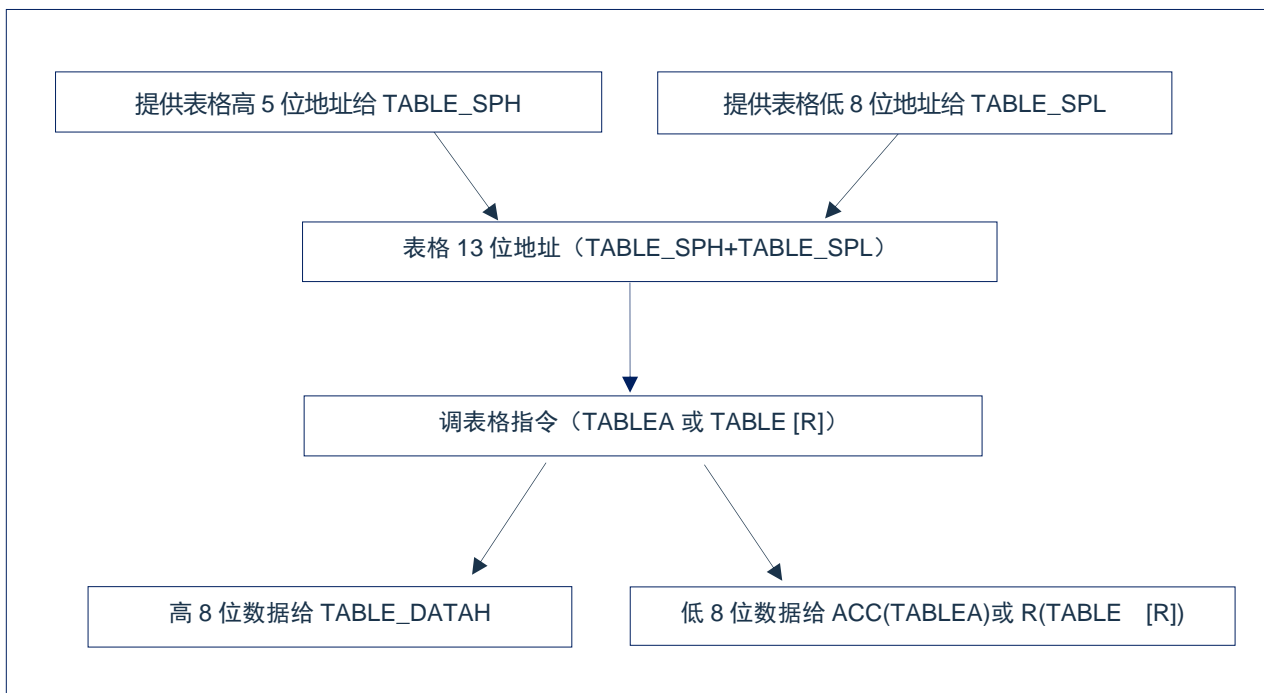 提供表格高 5 位地址给 TABLE_SPH
提供表格低 8 位地址给 TABLE_SPL
表格 13 位地址（TABLE_SPH+TABLE_SPL）
调表格指令（TABLEA 或 TABLE [R]）
高 8 位数据给 TABLE_DATAH
低 8 位数据给 ACC(TABLEA)或 R(TABLE [R])